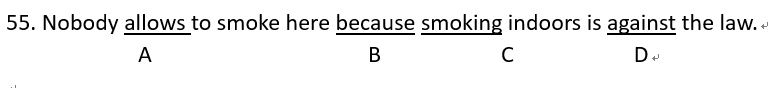 55. Nobody allows to smoke here because smoking indoors is against the law.
A B C D